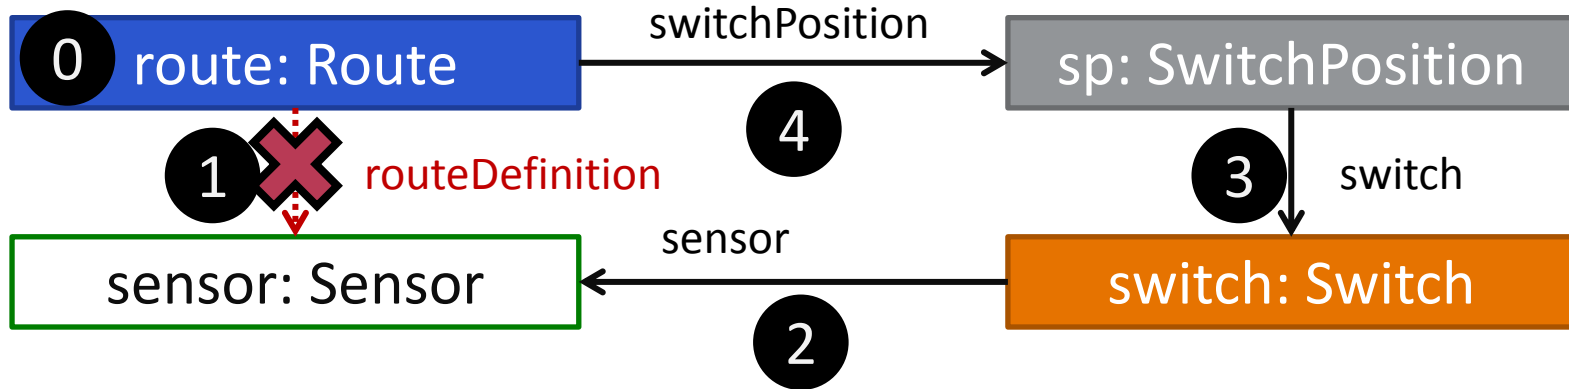 switchPosition
0
route: Route
sp: SwitchPosition
4
1
routeDefinition
3
switch
sensor
sensor: Sensor
switch: Switch
2